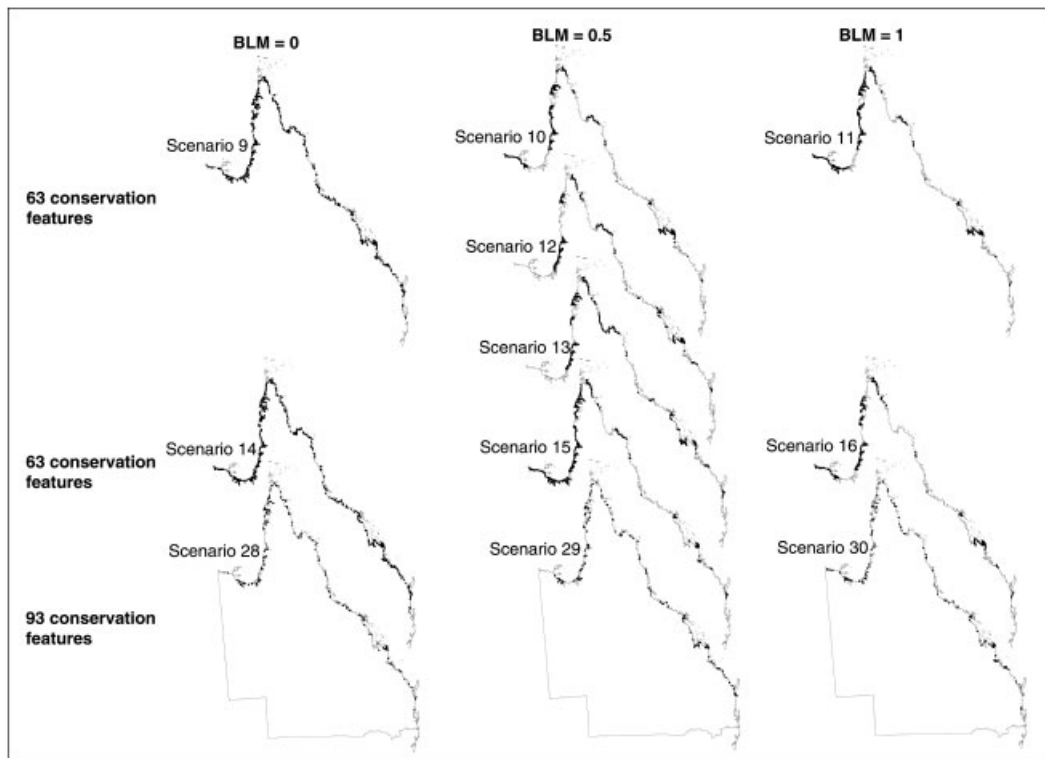 BLM = 0
BLM = 0.5
BLM = 1
Scenario 9
Scenario 10
Scenario 11
63 conservation
features
Scenario 12
Scenario 13
63 conservation
features
Scenario 14
Scenario 15
Scenario 16
Scenario 28
Scenario 29
Scenario 30
93 conservation
features